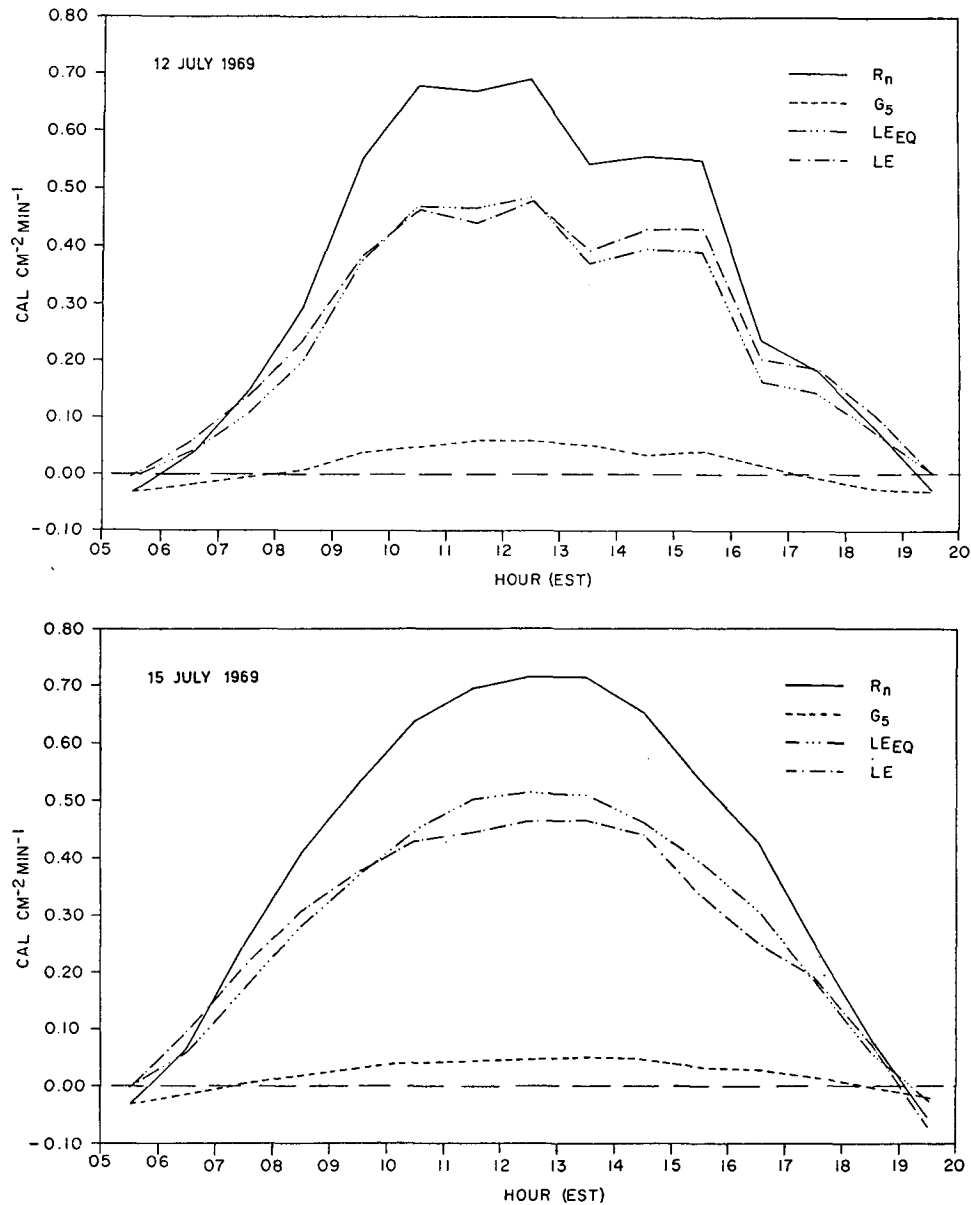 0.80
12 JULY 1969
Rn
G5
LEEQ
LE
0.70
0.60
0.50
0.40
0.30
0.20
0.10
0.00
-0.10
CAL CM-2 MIN-1
05 06 07 08 09 10 11 12 13 14 15 16 17 18 19 20
HOUR (EST)
0.80
15 JULY 1969
Rn
G5
LEEQ
LE
0.70
0.60
0.50
0.40
0.30
0.20
0.10
0.00
-0.10
CAL CM-2 MIN-1
05 06 07 08 09 10 11 12 13 14 15 16 17 18 19 20
HOUR (EST)